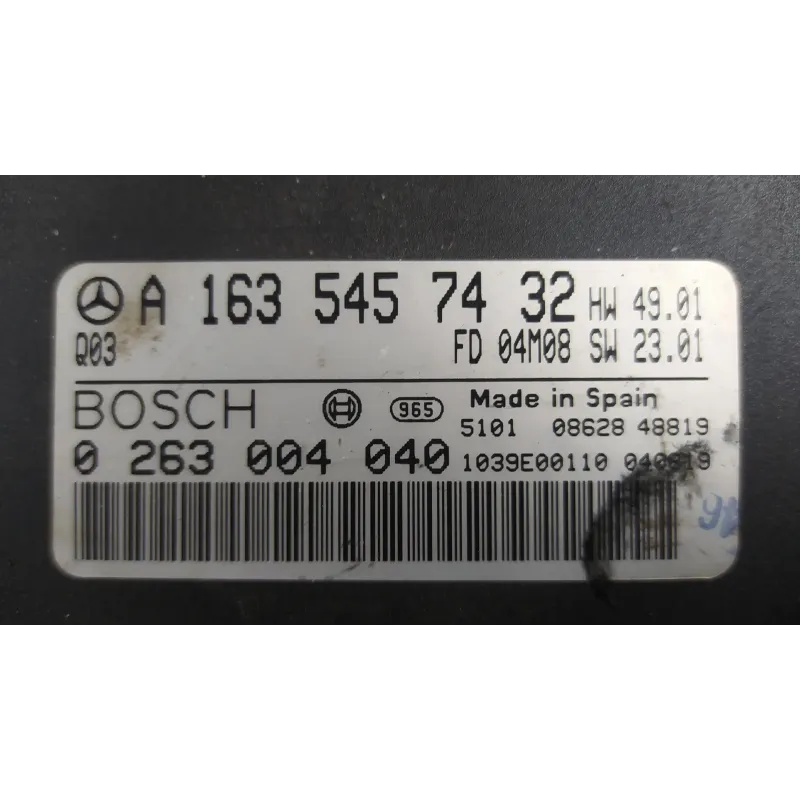 A 163 545 74 32 HW 49.01
Q03 FD 04M08 SW 23.01
BOSCH 965 Made in Spain
5101 08628 48819
0 263 004 040 1039E00110 040819